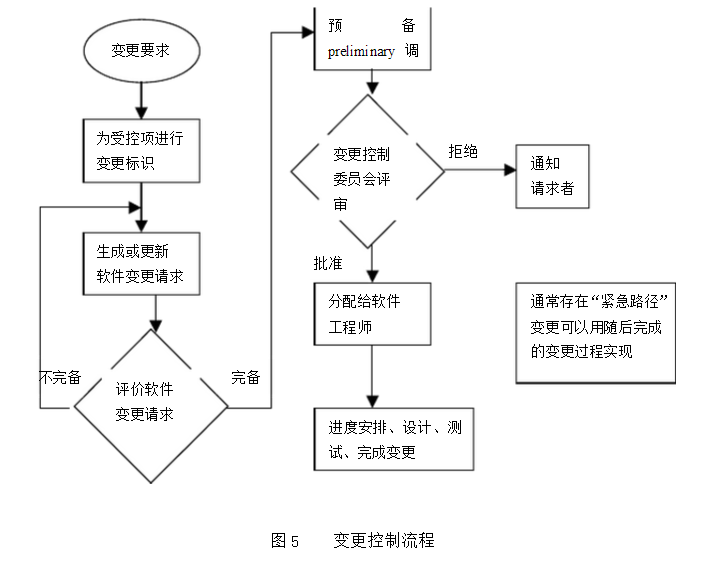 变更要求
为受控项进行
变更标识
生成或更新
软件变更请求
不完备
评价软件
变更请求
完备
预 备
preliminary 调
变更控制
委员会评
审
拒绝
通知
请求者
批准
分配给软件
工程师
进度安排、设计、测
试、完成变更
通常存在“紧急路径”
变更可以用随后完成
的变更过程实现
图 5 变更控制流程